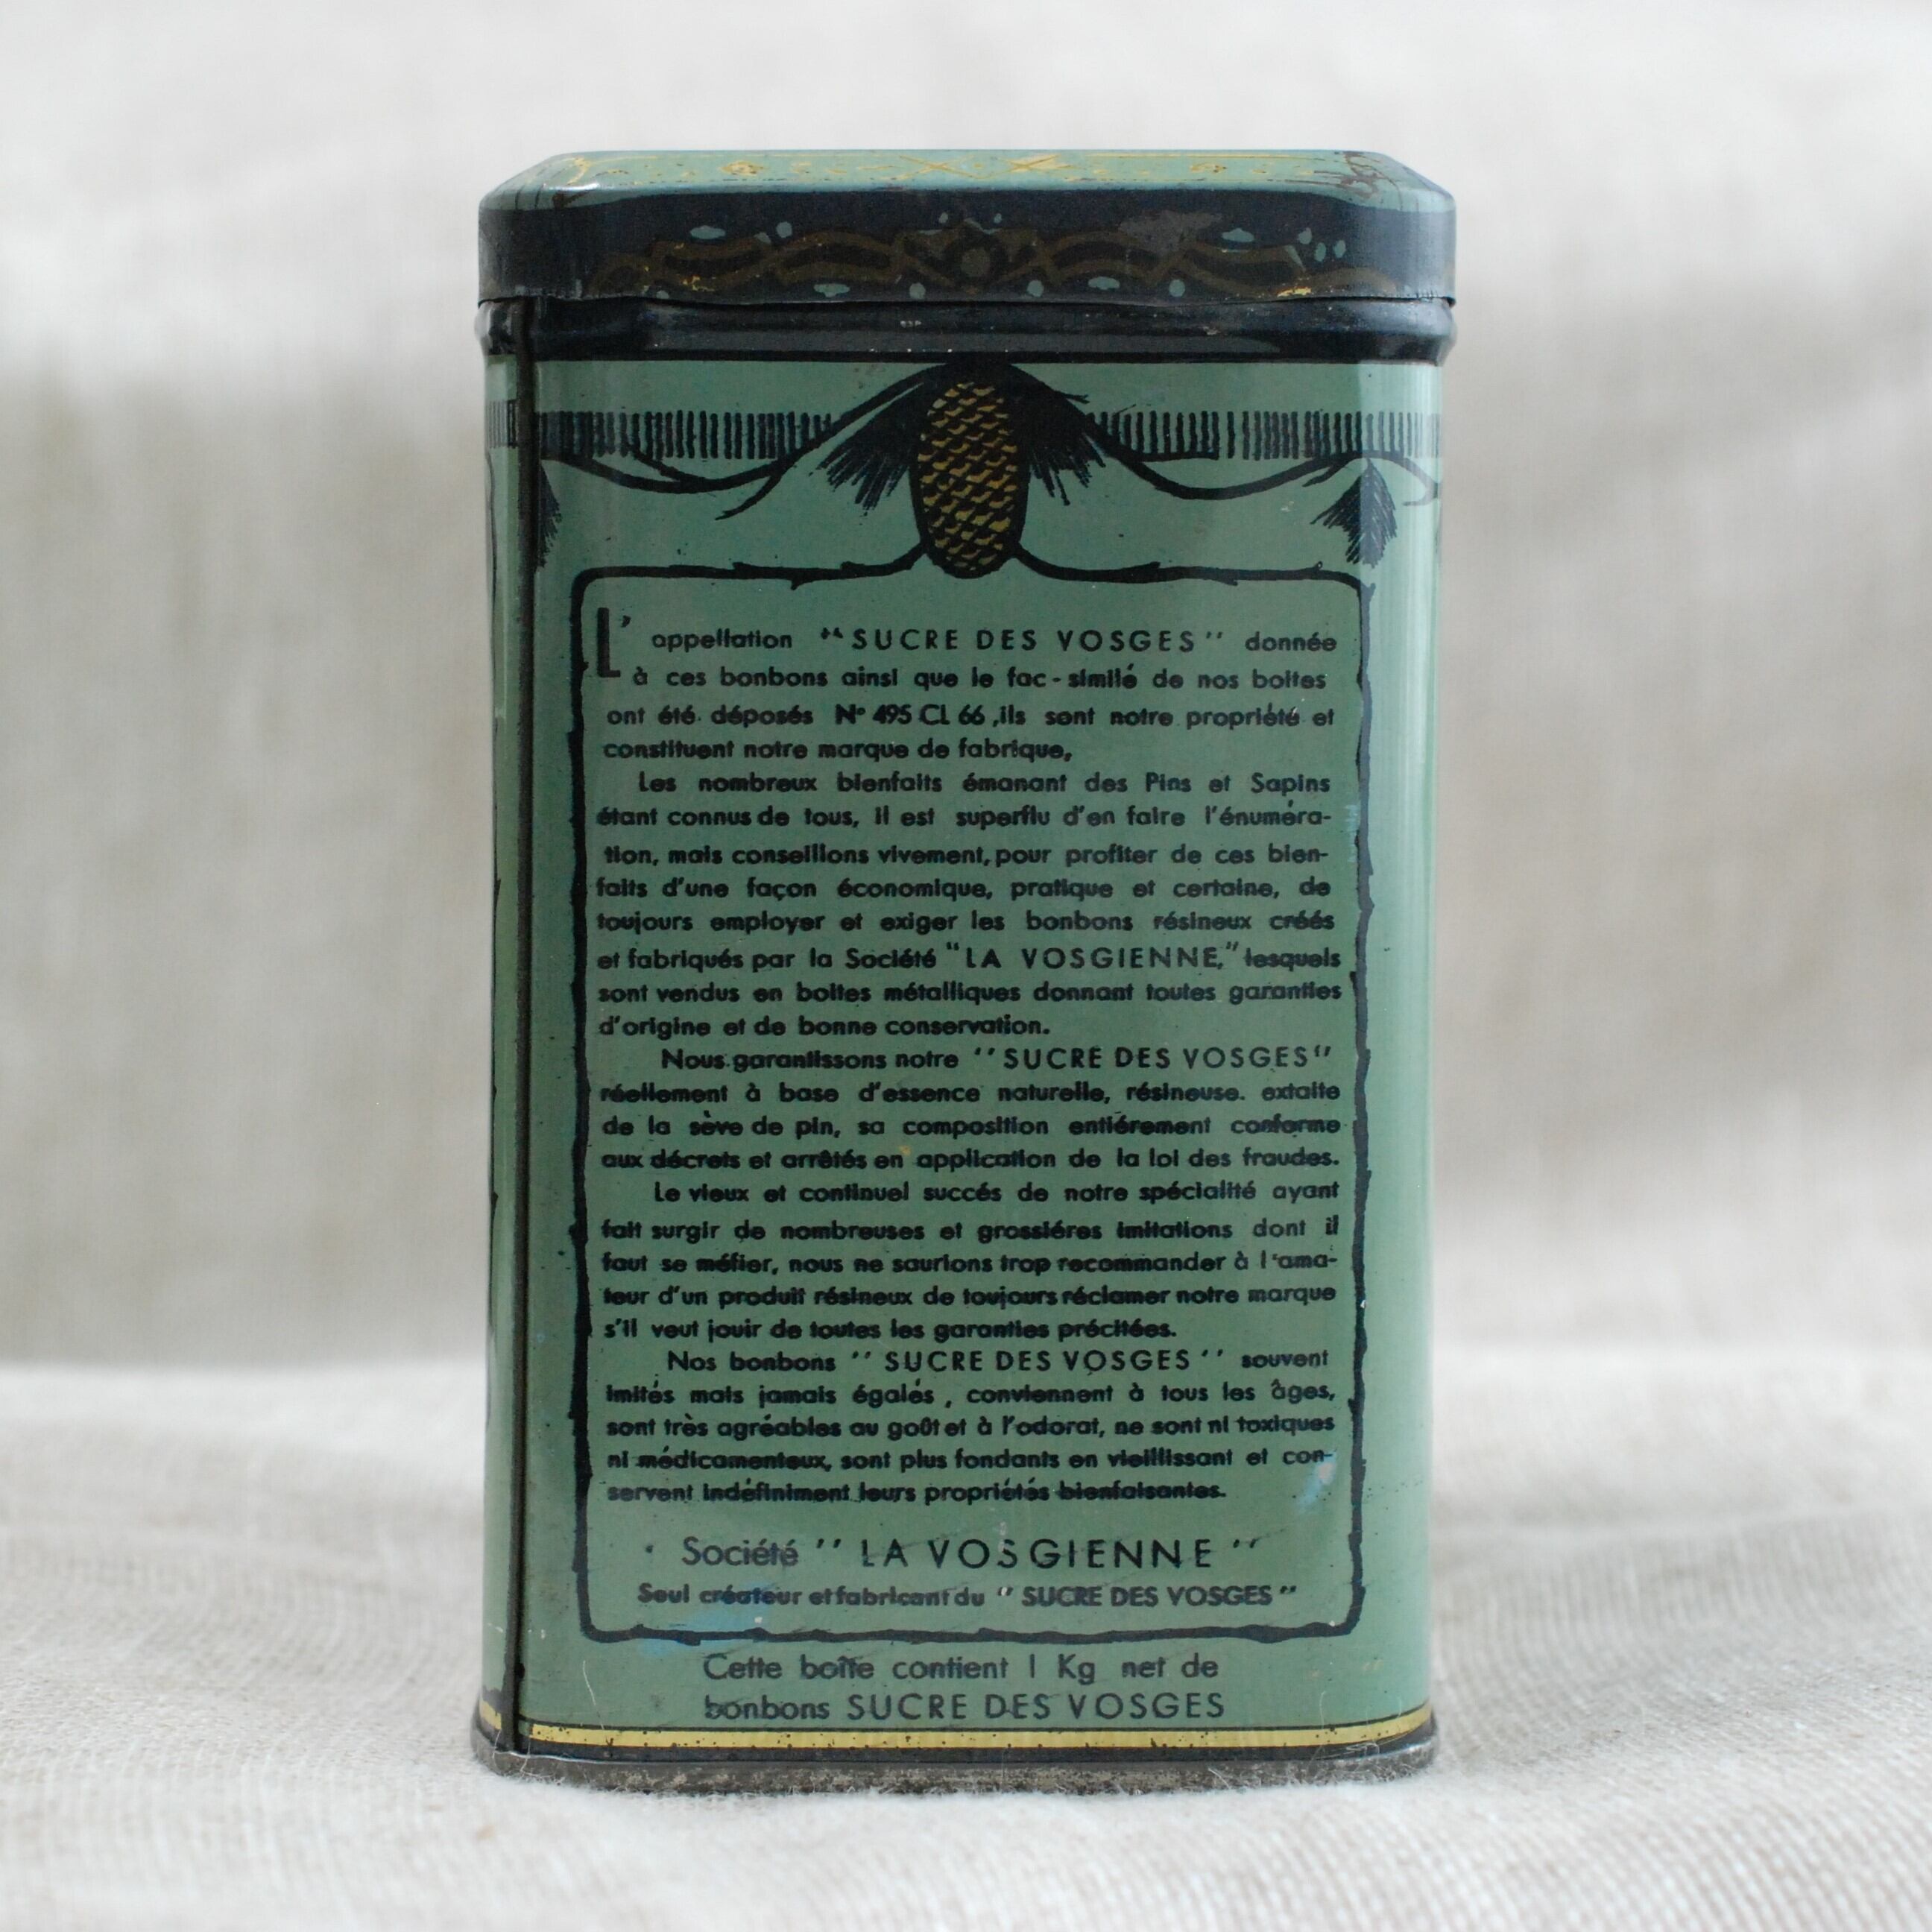 L'appellation "SUCRE DES VOSGES" donnée
à ces bonbons ainsi que le fac-similé de nos boites
ont été déposés N° 495 Cl 66, ils sont notre propriété et
constituent notre marque de fabrique,
Les nombreux bienfaits émanant des Pins et Sapins
étant connus de tous, il est superflu d'en faire l'énuméra-
tion, mais conseillons vivement, pour profiter de ces bien-
faits d'une façon économique, pratique et certaine, de
toujours employer et exiger les bonbons résineux créés
et fabriqués par la Société "LA VOSGIENNE," lesquels
sont vendus en boites métalliques donnant toutes garanties
d'origine et de bonne conservation.
Nous garantissons notre "SUCRE DES VOSGES"
réellement à base d'essence naturelle, résineuse. extaite
de la sève de pin, sa composition entiérement conforme
aux décrets et arrêtés en application de la loi des fraudes.
Le vieux et continuel succés de notre spécialité ayant
fait surgir de nombreuses et grossiéres imitations dont il
faut se méfier, nous ne saurions trop recommander à l'ama-
teur d'un produit résineux de toujours réclamer notre marque
s'il veut jouir de toutes les garanties précitées.
Nos bonbons "SUCRE DES VOSGES" souvent
imités mais jamais égalés, conviennent à tous les âges,
sont très agréables au goût et à l'odorat, ne sont ni toxiques
ni médicamenteux, sont plus fondants en vieillissant et con-
servent indéfiniment leurs propriétés bienfaisantes.
Société "LA VOSGIENNE"
Seul créateur et fabricant du "SUCRE DES VOSGES"
Cette boîte contient 1 Kg net de
bonbons SUCRE DES VOSGES